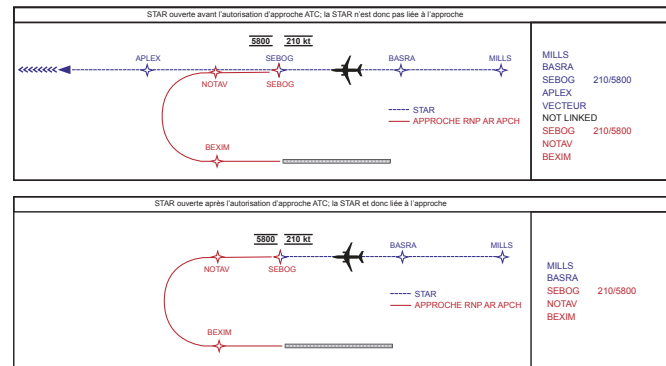 STAR ouverte avant l'autorisation d'approche ATC; la STAR n'est donc pas liée à l'approche
5800 210 kt
APLEX SEBOG BASRA MILLS
NOTAV SEBOG
STAR
APPROCHE RNP AR APCH
BEXIM
MILLS
BASRA
SEBOG 210/5800
APLEX
VECTEUR
NOT LINKED
SEBOG 210/5800
NOTAV
BEXIM
STAR ouverte après l'autorisation d'approche ATC; la STAR et donc liée à l'approche
5800 210 kt
BASRA MILLS
NOTAV SEBOG
STAR
APPROCHE RNP AR APCH
BEXIM
MILLS
BASRA
SEBOG 210/5800
NOTAV
BEXIM